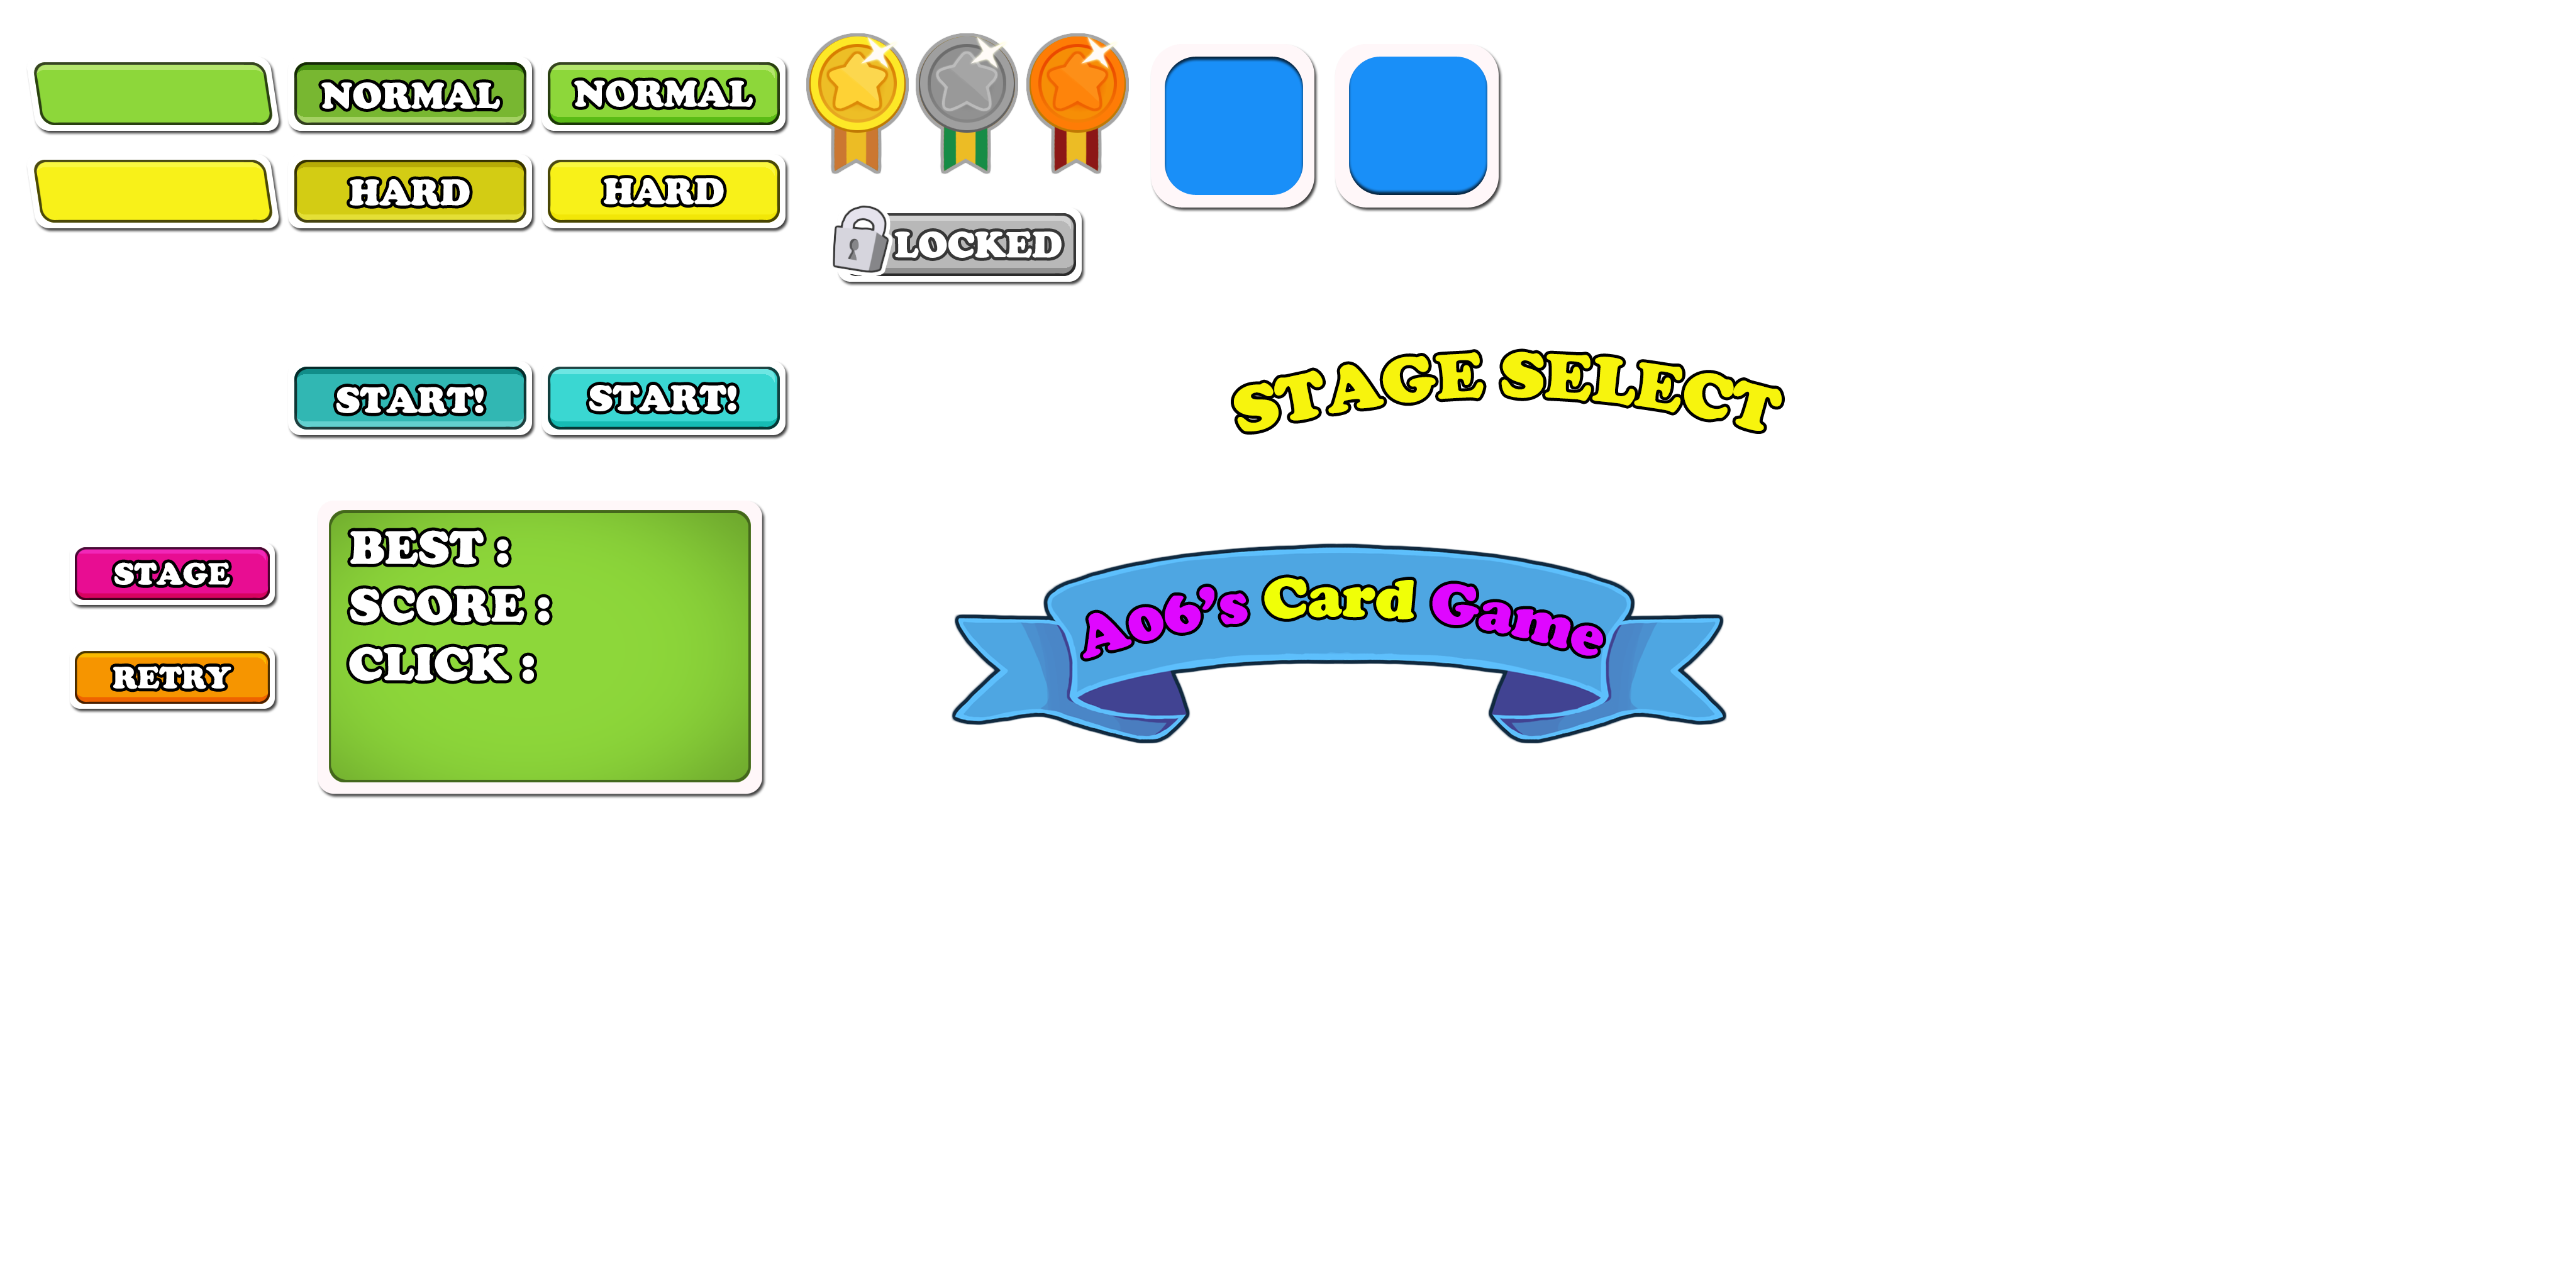 NORMAL
NORMAL
HARD
HARD
LOCKED
START!
START!
STAGE SELECT
STAGE
RETRY
BEST :
SCORE :
CLICK :
A06's Card Game